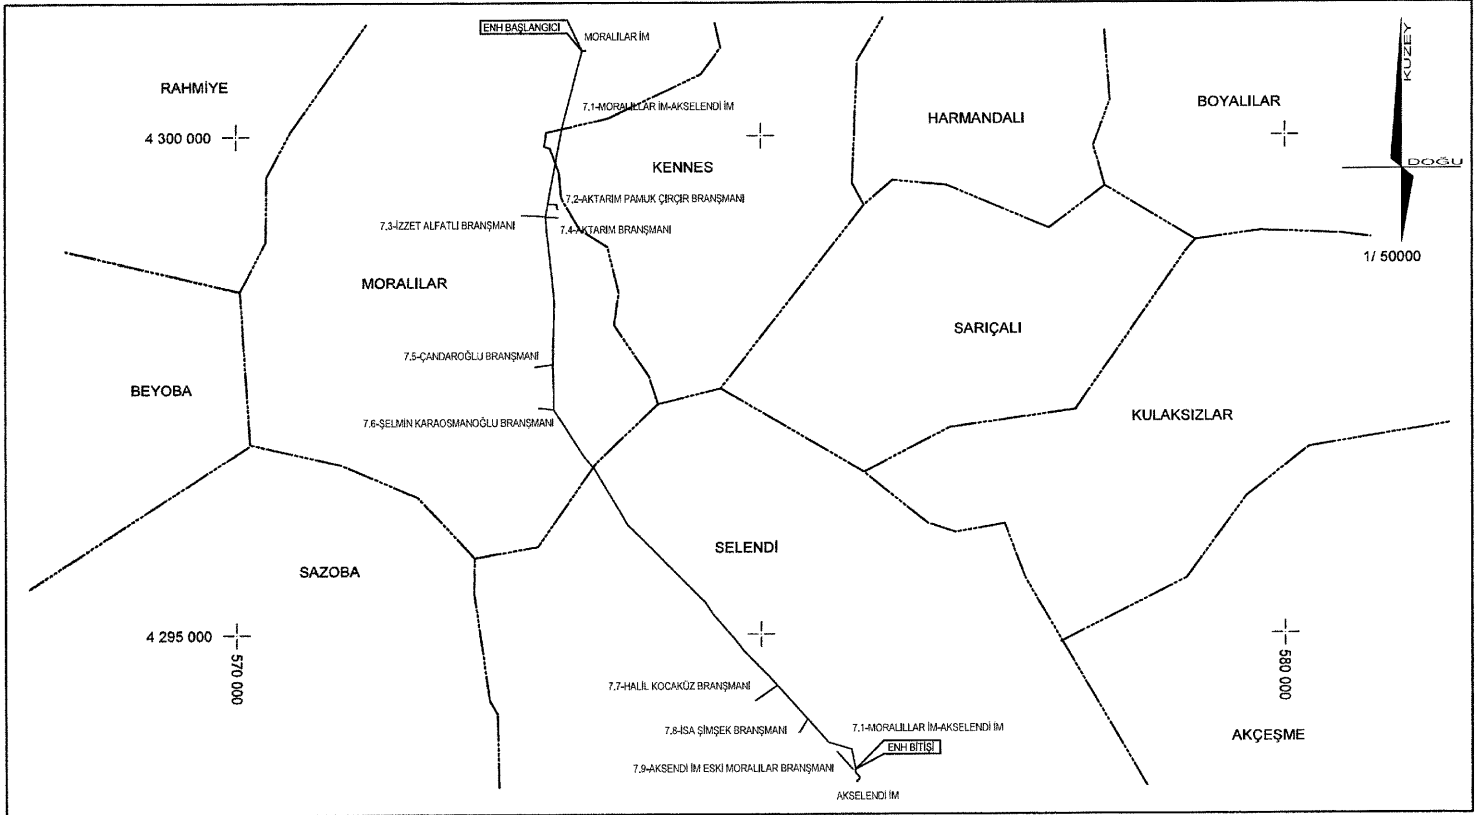 ENH BAŞLANGICI
MORALILAR İM
KUZEY
RAHMİYE
BOYALILAR
7.1-MORALILLAR İM-AKSELENDİ İM
HARMANDALI
4 300 000
DOĞU
KENNES
7.2-AKTARIM PAMUK ÇIRÇIR BRANŞMANI
7.3-İZZET ALFATLI BRANŞMANI
7.4-AKTARIM BRANŞMANI
1/ 50000
MORALILAR
SARIÇALI
7.5-ÇANDAROĞLU BRANŞMANI
BEYOBA
KULAKSIZLAR
7.6-ŞELMİN KARAOSMANOĞLU BRANŞMANI
SELENDİ
SAZOBA
4 295 000
570 000
580 000
7.7-HALİL KOCAKÜZ BRANŞMANI
7.8-İSA ŞİMŞEK BRANŞMANI
7.1-MORALILLAR İM-AKSELENDİ İM
AKÇEŞME
ENH BİTİŞİ
7.9-AKSENDİ İM ESKİ MORALILAR BRANŞMANI
AKSELENDİ İM